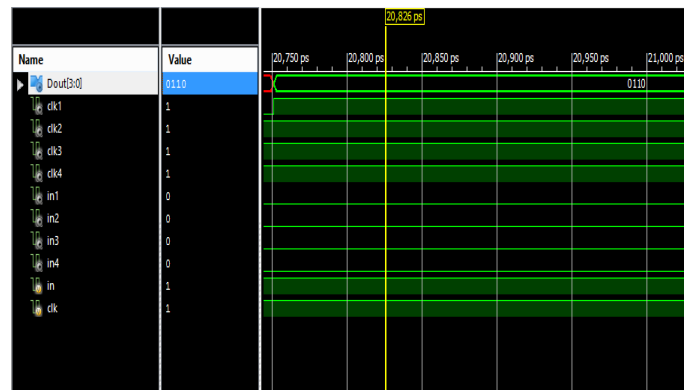 20,826 ps
Name Value 20,750 ps 20,800 ps 20,850 ps 20,900 ps 20,950 ps 21,000 ps
Dout[3:0] 0110 0110
clk1 1
clk2 1
clk3 1
clk4 1
in1 0
in2 0
in3 0
in4 0
in 1
clk 1